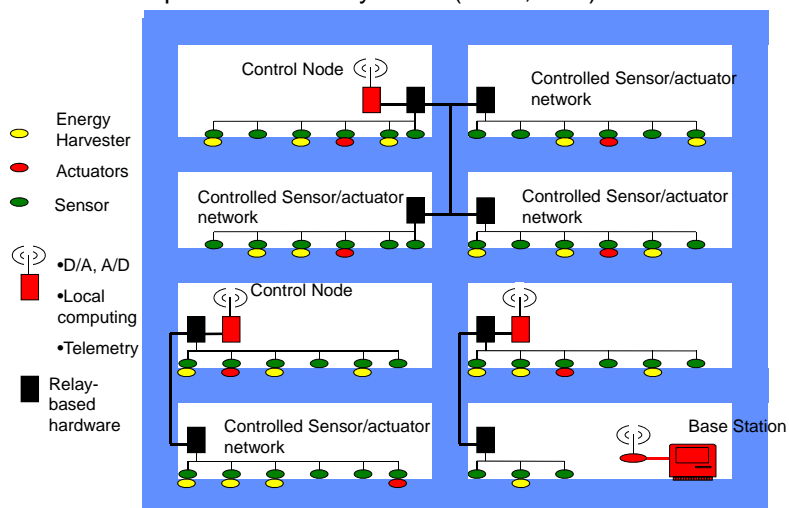 Control Node
Controlled Sensor/actuator
network
Energy
Harvester
Actuators
Sensor
Controlled Sensor/actuator
network
Controlled Sensor/actuator
network
•D/A, A/D
•Local
computing
•Telemetry
Relay-
based
hardware
Control Node
Controlled Sensor/actuator
network
Base Station